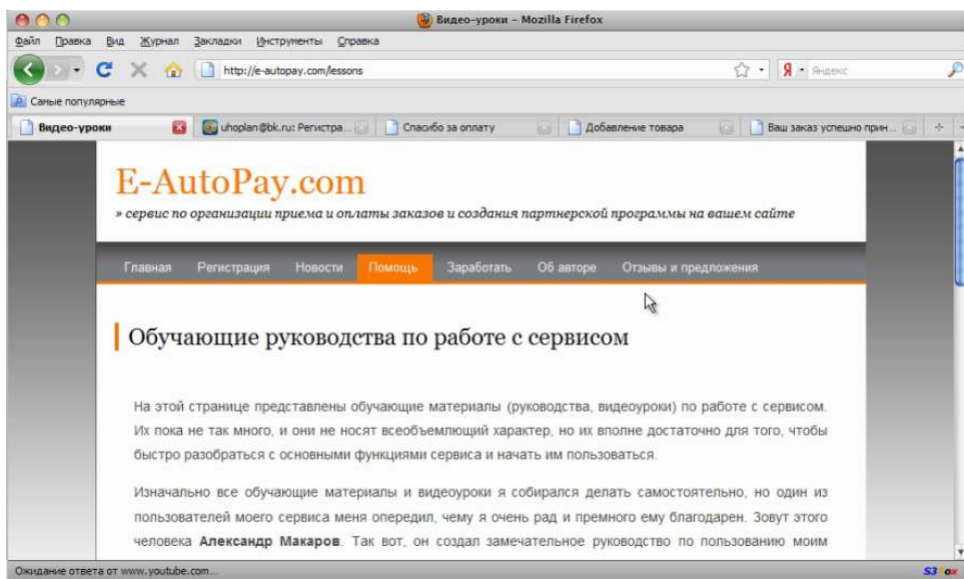 Видео-уроки – Mozilla Firefox
Файл Правка Вид Журнал Закладки Инструменты Справка
http://e-autopay.com/lessons
Я Яндекс
Самые популярные
Видео-уроки uhoplan@bk.ru: Регистра... Спасибо за оплату Добавление товара Ваш заказ успешно прин...
E-AutoPay.com
» сервис по организации приема и оплаты заказов и создания партнерской программы на вашем сайте
Главная Регистрация Новости Помощь Заработать Об авторе Отзывы и предложения
Обучающие руководства по работе с сервисом
На этой странице представлены обучающие материалы (руководства, видеоуроки) по работе с сервисом.
Их пока не так много, и они не носят всеобъемлющий характер, но их вполне достаточно для того, чтобы
быстро разобраться с основными функциями сервиса и начать им пользоваться.
Изначально все обучающие материалы и видеоуроки я собирался делать самостоятельно, но один из
пользователей моего сервиса меня опередил, чему я очень рад и премного ему благодарен. Зовут этого
человека Александр Макаров. Так вот, он создал замечательное руководство по пользованию моим
Ожидание ответа от www.youtube.com...
S3Fox